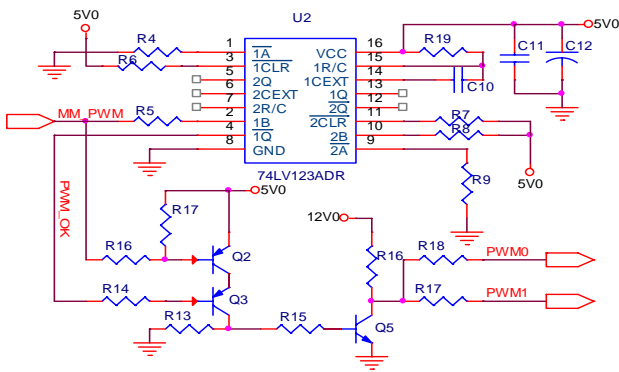 U2
5V0
5V0
R4
1
1A
VCC
16
R19
C11
C12
R6
3
1CLR
1R/C
15
5
2Q
1CEXT
14
C10
6
2CEXT
1Q
13
7
2R/C
2Q
12
MM_PWM
R5
2
1B
2CLR
11
R7
4
1Q
2B
10
R8
8
GND
2A
9
74LV123ADR
R9
5V0
PWM_OK
R17
5V0
12V0
R16
Q2
R16
R18
PWM0
R14
Q3
R17
PWM1
R13
R15
Q5